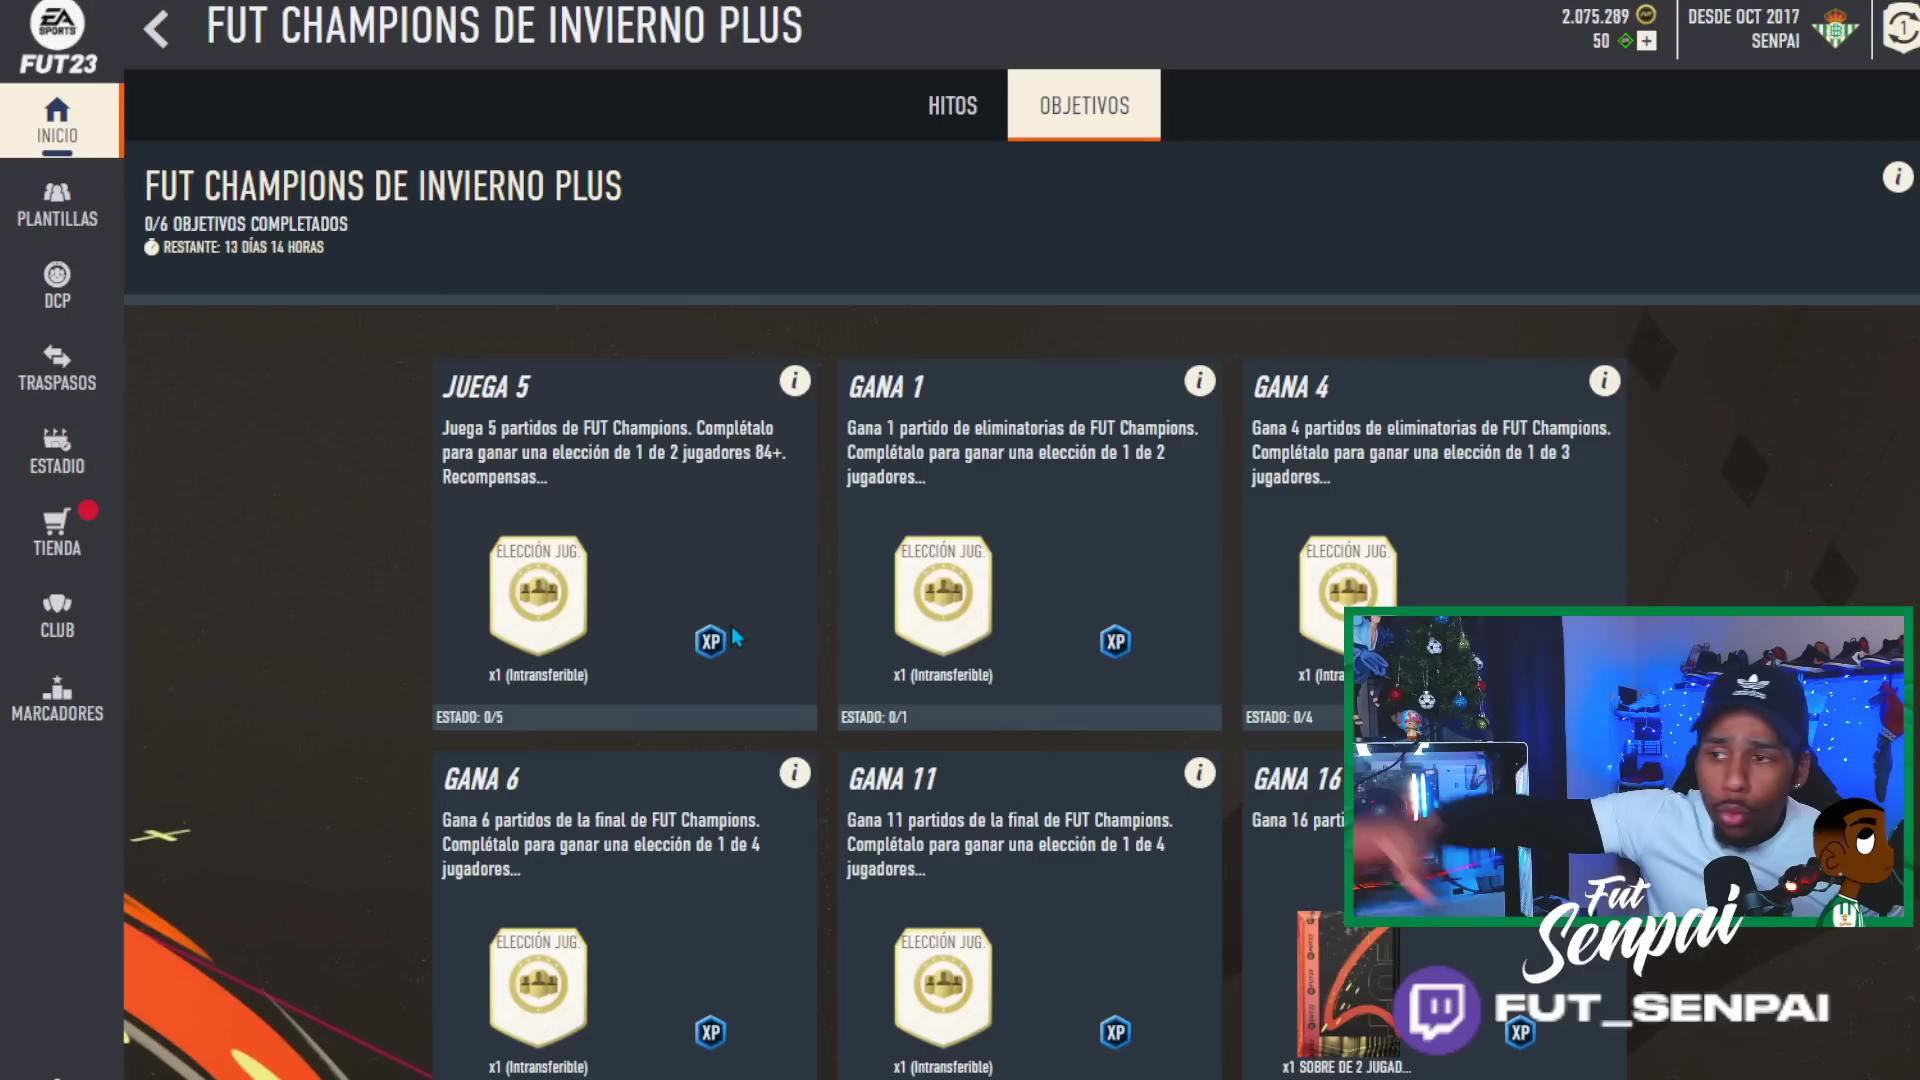 EA
SPORTS
FUT23
FUT CHAMPIONS DE INVIERNO PLUS
2.075.289
50
DESDE OCT 2017
SENPAI
1
INICIO
PLANTILLAS
DCP
TRASPASOS
ESTADIO
TIENDA
CLUB
MARCADORES
HITOS
OBJETIVOS
FUT CHAMPIONS DE INVIERNO PLUS
0/6 OBJETIVOS COMPLETADOS
RESTANTE: 13 DÍAS 14 HORAS
JUEGA 5
Juega 5 partidos de FUT Champions. Complétalo
para ganar una elección de 1 de 2 jugadores 84+.
Recompensas...
ELECCIÓN JUG.
XP
x1 (Intransferible)
ESTADO: 0/5
GANA 1
Gana 1 partido de eliminatorias de FUT Champions.
Complétalo para ganar una elección de 1 de 2
jugadores...
ELECCIÓN JUG.
XP
x1 (Intransferible)
ESTADO: 0/1
GANA 4
Gana 4 partidos de eliminatorias de FUT Champions.
Complétalo para ganar una elección de 1 de 3
jugadores...
ELECCIÓN JUG.
x1 (Intra
ESTADO: 0/4
GANA 6
Gana 6 partidos de la final de FUT Champions.
Complétalo para ganar una elección de 1 de 4
jugadores...
ELECCIÓN JUG.
XP
x1 (Intransferible)
GANA 11
Gana 11 partidos de la final de FUT Champions.
Complétalo para ganar una elección de 1 de 4
jugadores...
ELECCIÓN JUG.
XP
x1 (Intransferible)
GANA 16
Gana 16 parti
XP
x1 SOBRE DE 2 JUGAD...
Fut
Senpai
FUT_SENPAI